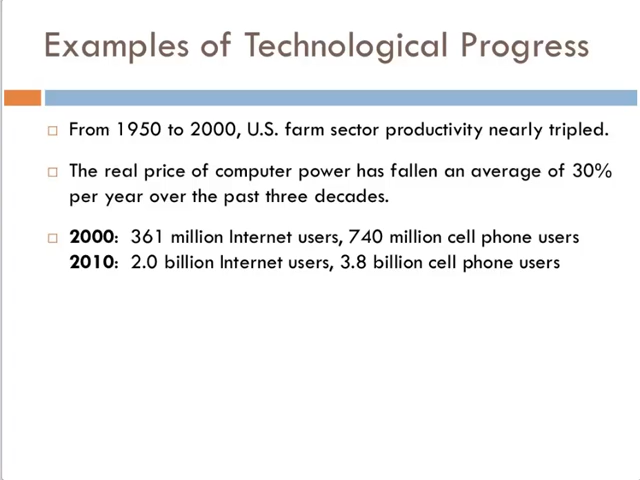 Examples of Technological Progress
From 1950 to 2000, U.S. farm sector productivity nearly tripled.
The real price of computer power has fallen an average of 30%
per year over the past three decades.
2000: 361 million Internet users, 740 million cell phone users
2010: 2.0 billion Internet users, 3.8 billion cell phone users